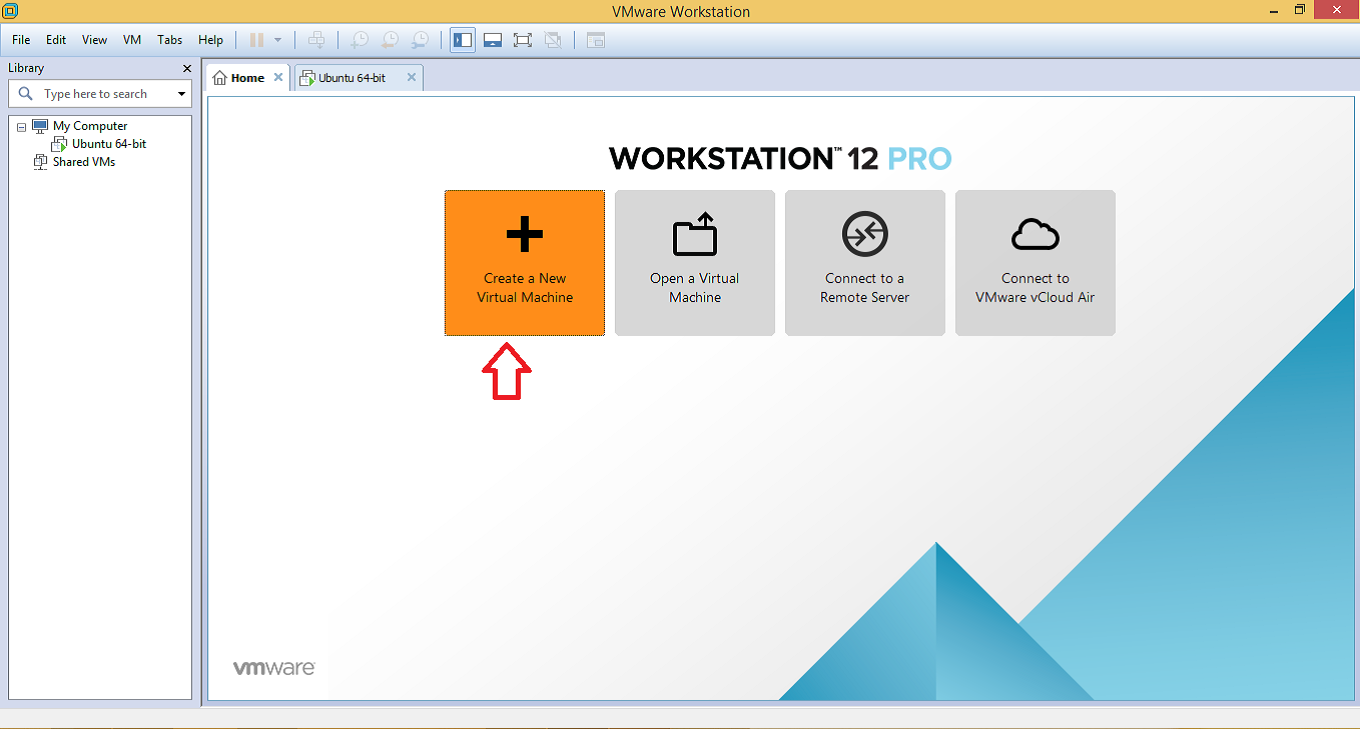 VMware Workstation
File Edit View VM Tabs Help
Library
Type here to search
My Computer
Ubuntu 64-bit
Shared VMs
Home
Ubuntu 64-bit
WORKSTATION™ 12 PRO
Create a New
Virtual Machine
Open a Virtual
Machine
Connect to a
Remote Server
Connect to
VMware vCloud Air
vmware